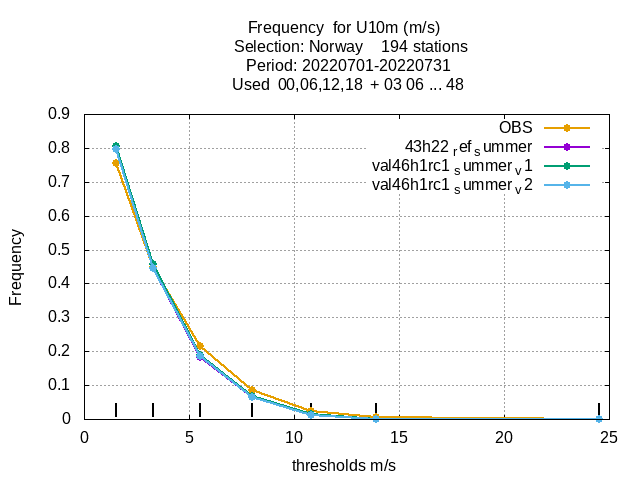 Frequency  for U10m (m/s)
Selection: Norway    194 stations
Period: 20220701-20220731
Used  00,06,12,18  + 03 06 ... 48
Frequency
0.9
0.8
0.7
0.6
0.5
0.4
0.3
0.2
0.1
0
OBS
43h22 ref summer
val46h1rc1 summer v1
val46h1rc1 summer v2
0 5 10 15 20 25
thresholds m/s